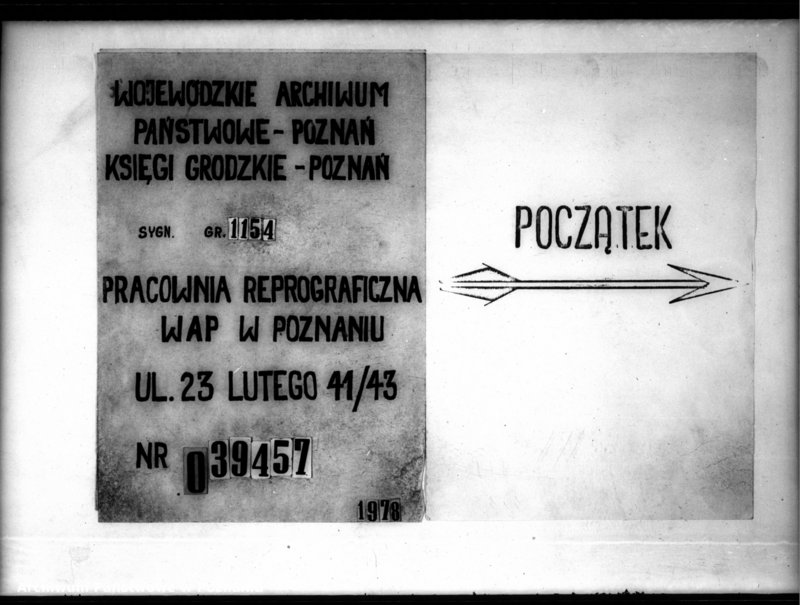 WOJEWÓDZKIE ARCHIWUM
PAŃSTWOWE - POZNAŃ
KSIĘGI GRODZKIE - POZNAŃ
SYGN. GR. 1154
PRACOWNIA REPROGRAFICZNA
WAP W POZNANIU
UL. 23 LUTEGO 41/43
NR 039457
1978
POCZĄTEK